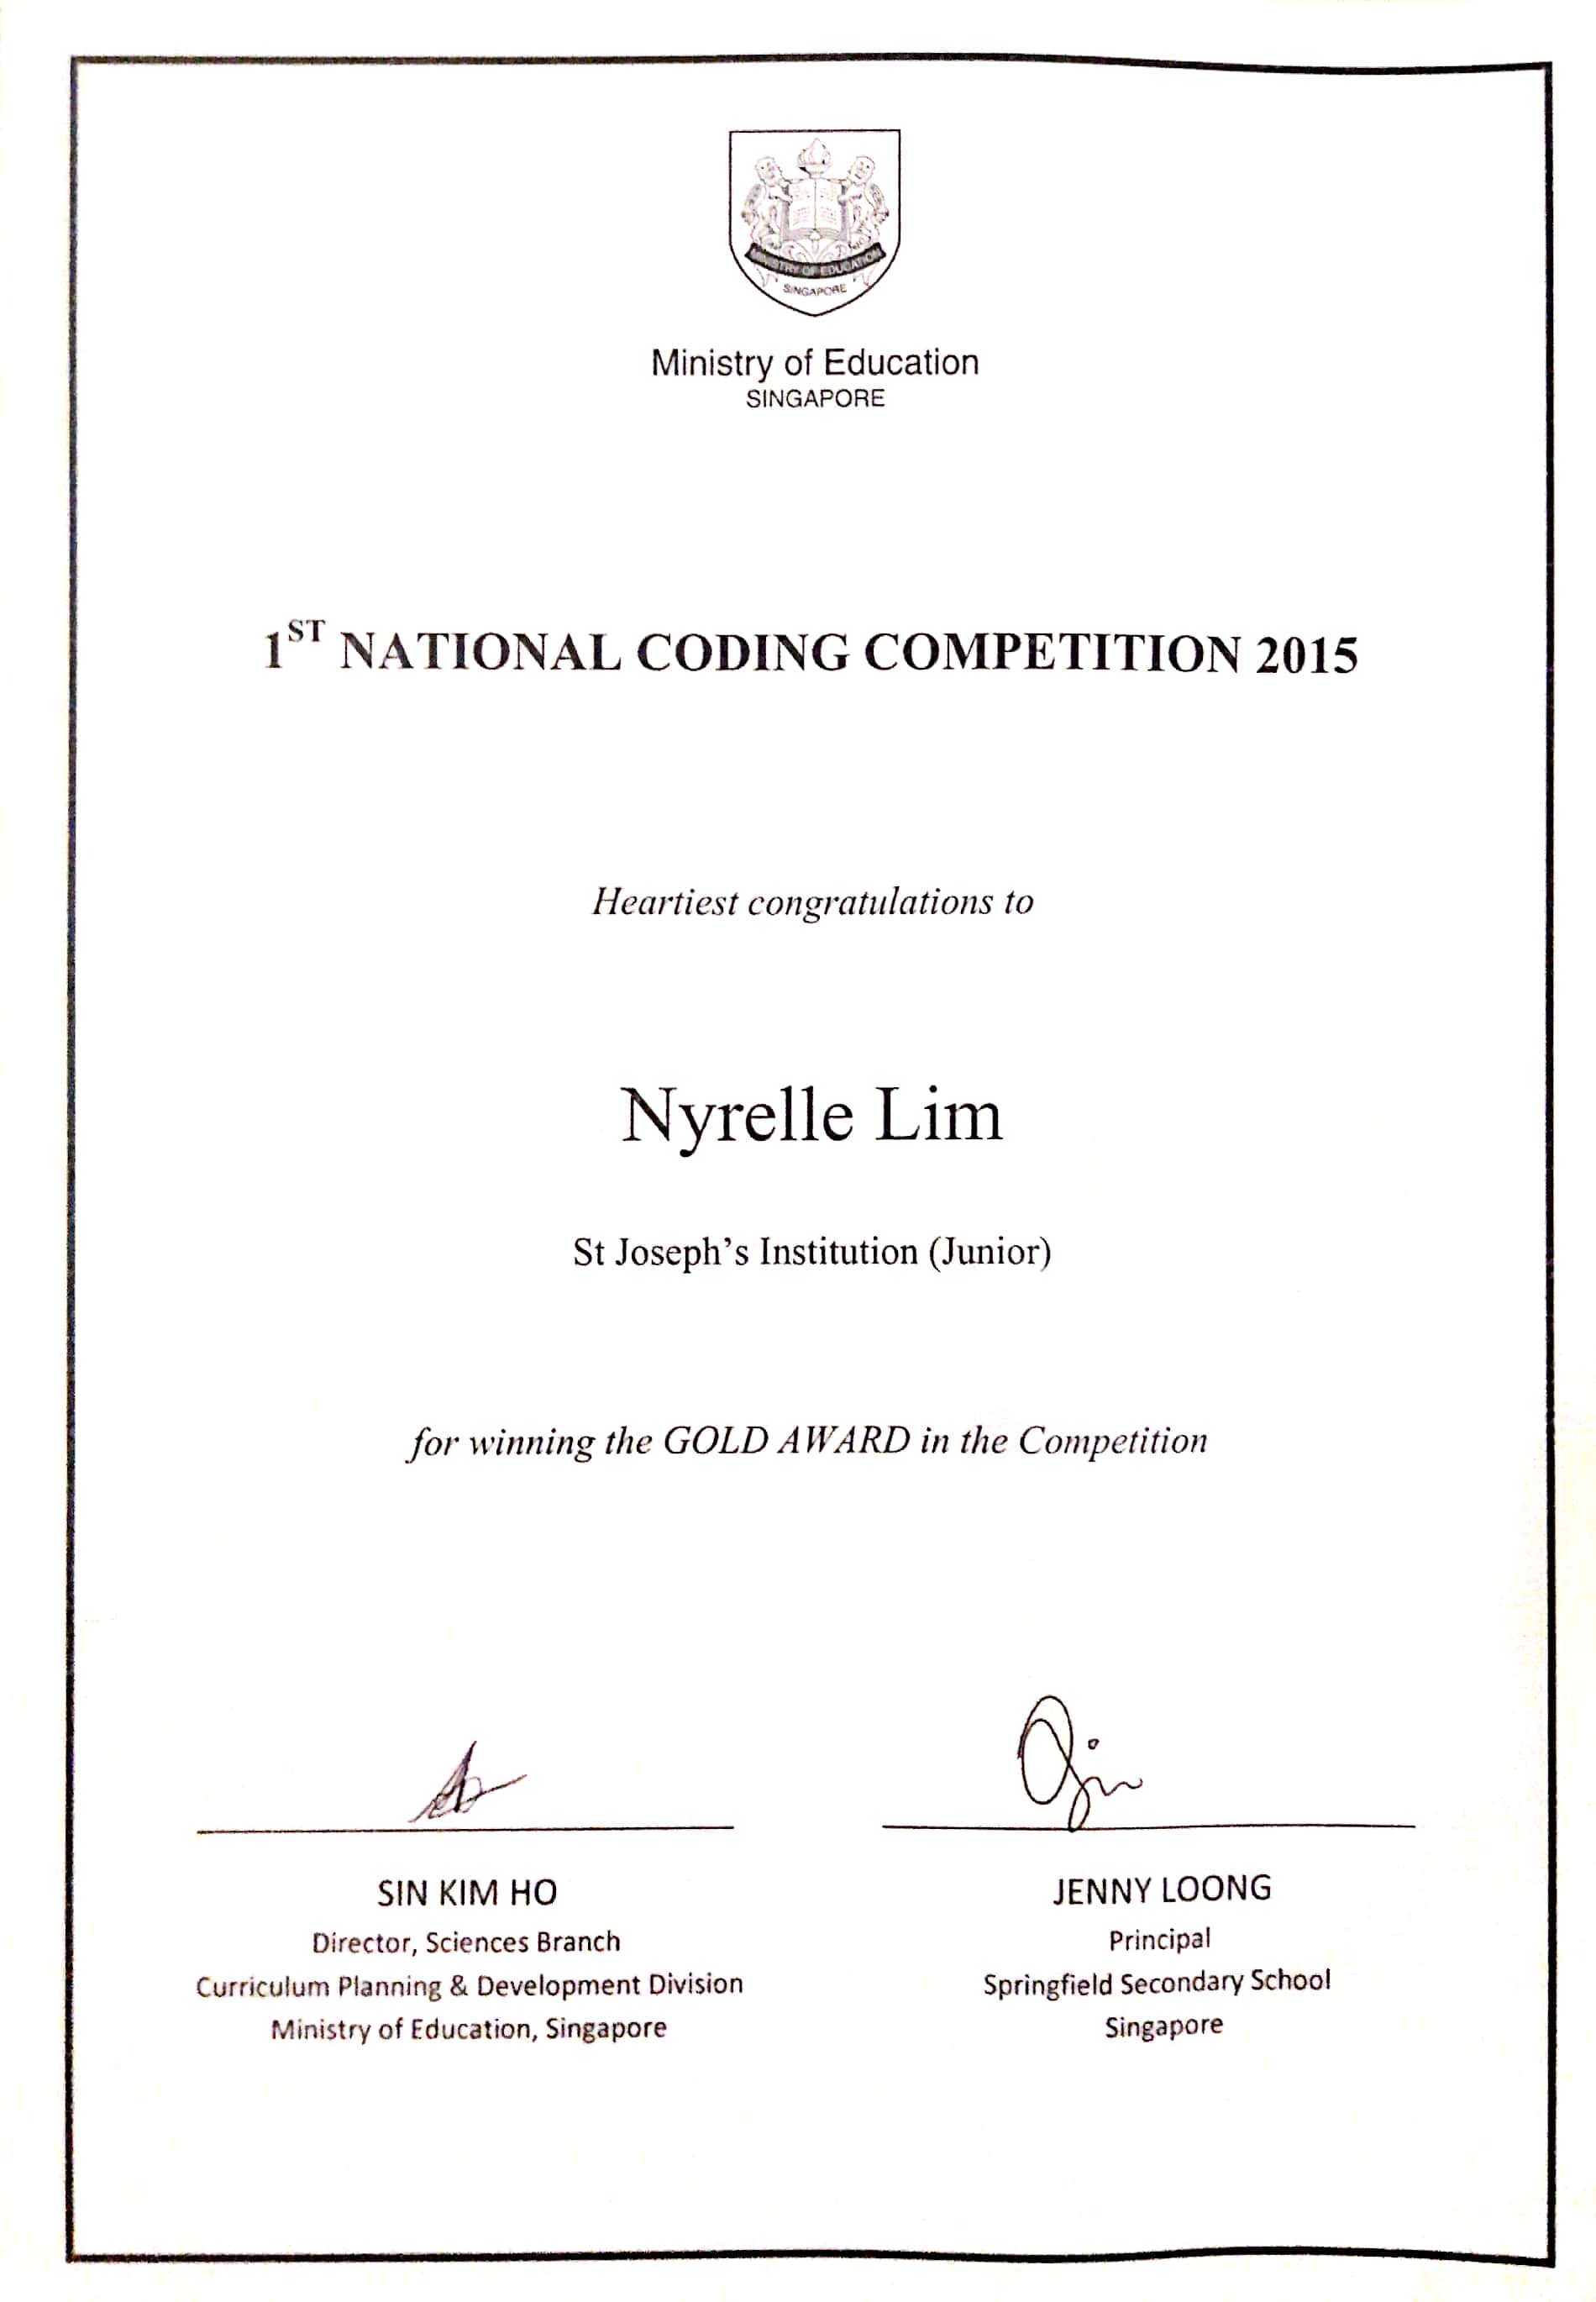 MINISTRY OF EDUCATION
SINGAPORE
Ministry of Education
SINGAPORE
1ST NATIONAL CODING COMPETITION 2015
Heartiest congratulations to
Nyrelle Lim
St Joseph's Institution (Junior)
for winning the GOLD AWARD in the Competition
SIN KIM HO
Director, Sciences Branch
Curriculum Planning & Development Division
Ministry of Education, Singapore
JENNY LOONG
Principal
Springfield Secondary School
Singapore